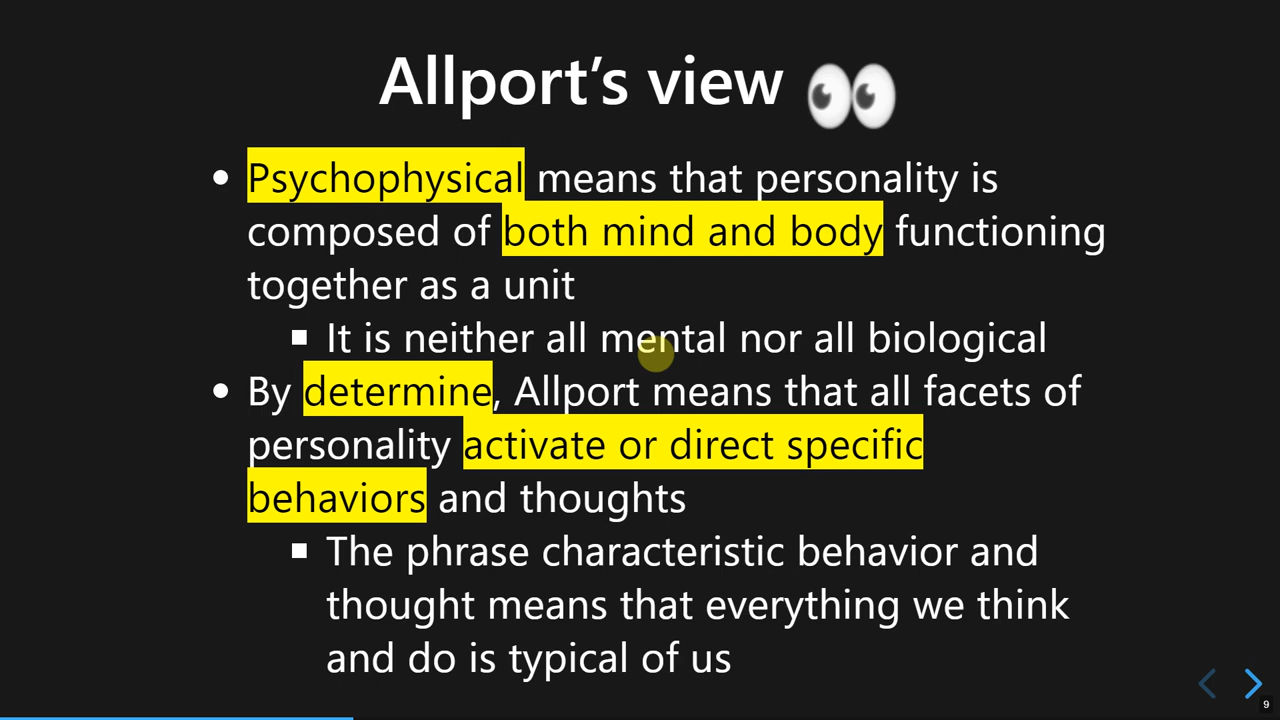 Allport’s view 👀
• Psychophysical means that personality is
composed of both mind and body functioning
together as a unit
▪ It is neither all mental nor all biological
• By determine, Allport means that all facets of
personality activate or direct specific
behaviors and thoughts
▪ The phrase characteristic behavior and
thought means that everything we think
and do is typical of us
9